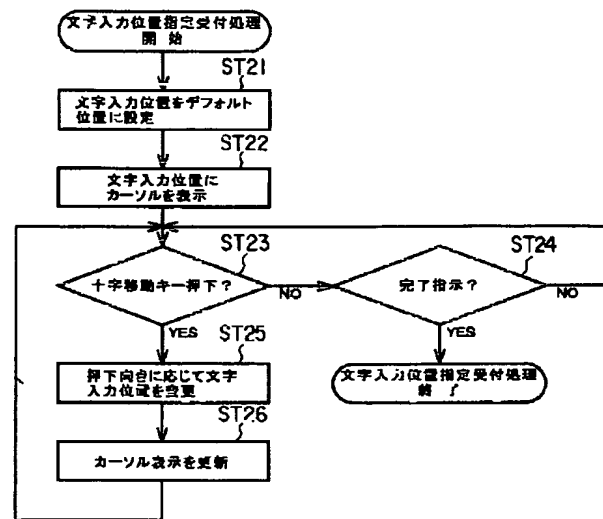 文字入力位置指定受付処理
開 始
ST21
文字入力位置をデフォルト
位置に設定
ST22
文字入力位置に
カーソルを表示
ST23
十字移動キー押下？
NO
YES
ST24
完了指示？
NO
YES
ST25
押下向きに応じて文字
入力位置を変更
文字入力位置指定受付処理
終 了
ST26
カーソル表示を更新